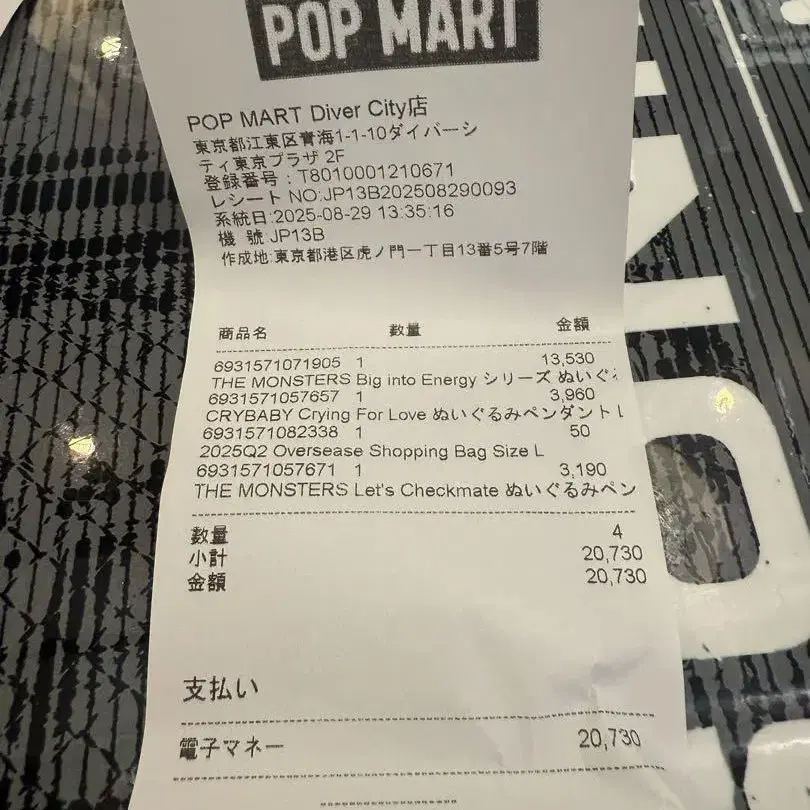 POP MART
POP MART Diver City店
東京都江東区青海1-1-10ダイバーシ
ティ東京プラザ 2F
登録番号：T8010001210671
レシート NO:JP13B202508290093
系統日:2025-08-29 13:35:16
機 號:JP13B
作成地:東京都港区虎ノ門一丁目13番5号7階
商品名 數量 金額
6931571071905 1 13,530
THE MONSTERS Big into Energy シリーズ ぬいぐ
6931571057657 1 3,960
CRYBABY Crying For Love ぬいぐるみペンダント
6931571082338 1 50
2025Q2 Oversease Shopping Bag Size L
6931571057671 1 3,190
THE MONSTERS Let's Checkmate ぬいぐるみペン
數量 4
小計 20,730
金額 20,730
支払い
電子マネー 20,730